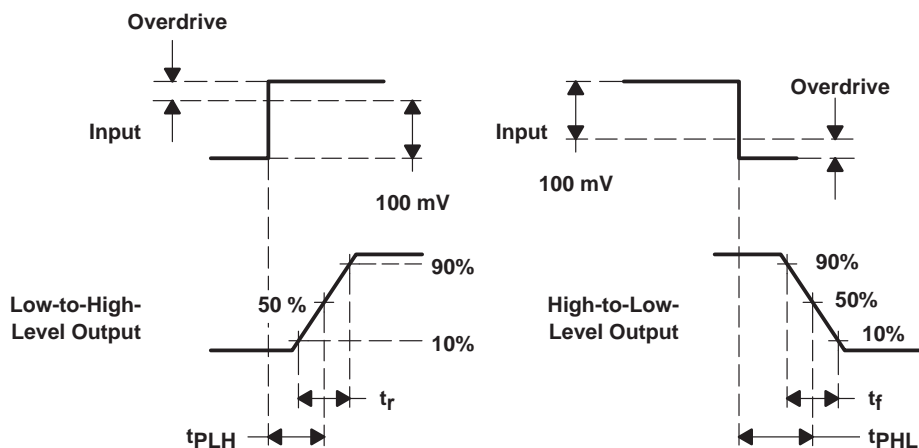 Overdrive
Input
100 mV
Low-to-High-
Level Output
90%
50 %
10%
tr
tPLH
Overdrive
Input
100 mV
High-to-Low-
Level Output
90%
50%
10%
tf
tPHL